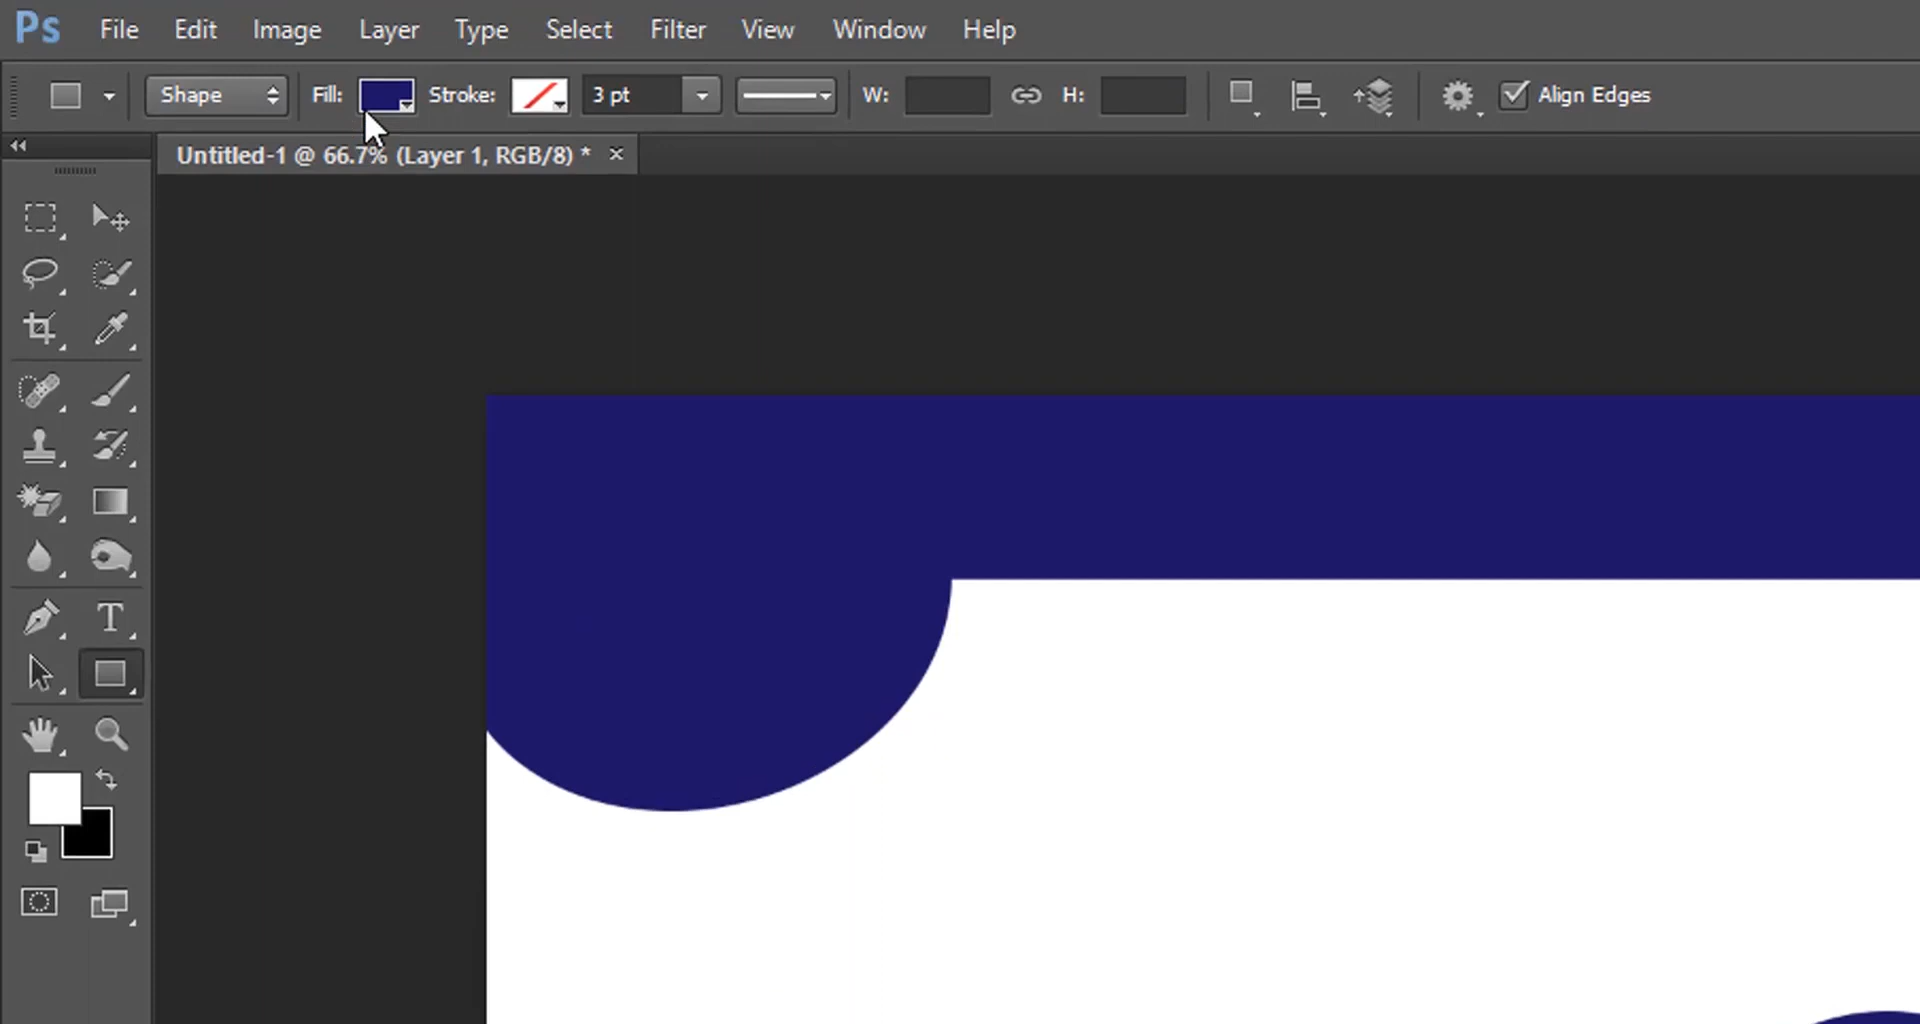 Ps File Edit Image Layer Type Select Filter View Window Help
Shape Fill: Stroke: 3 pt W: H: Align Edges
Untitled-1 @ 66.7% (Layer 1, RGB/8) * ×
T